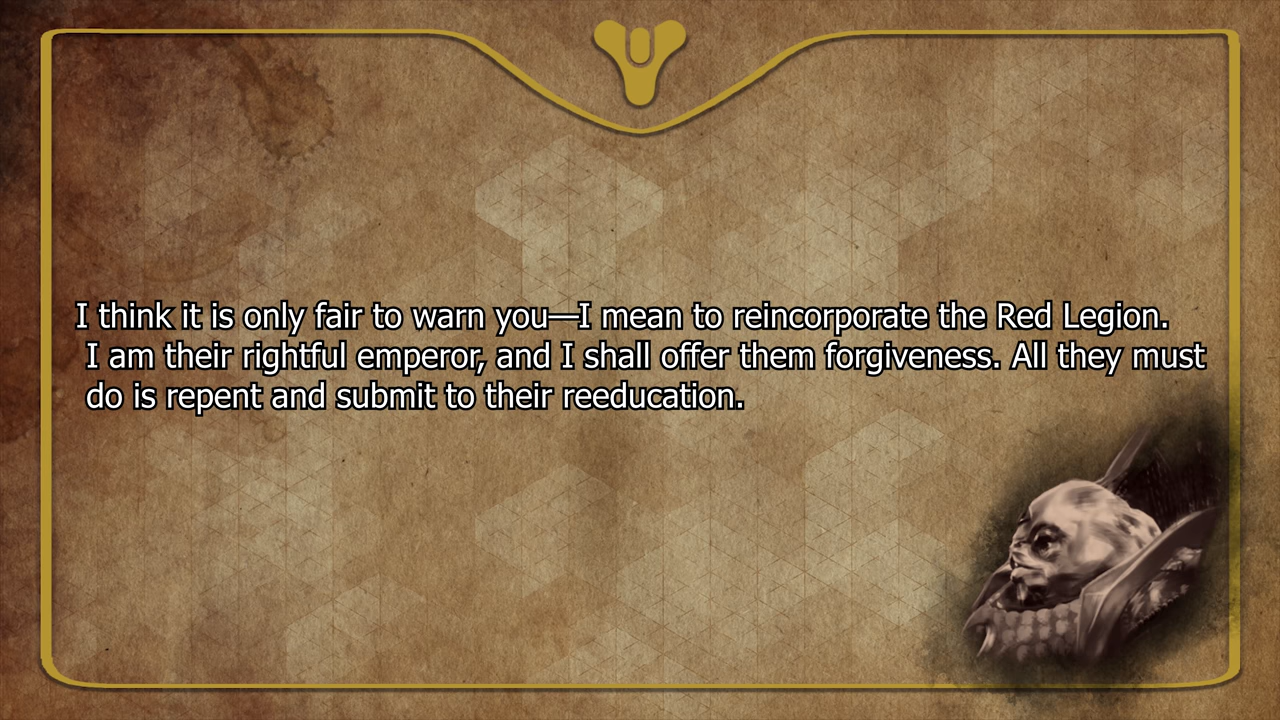 I think it is only fair to warn you—I mean to reincorporate the Red Legion.
I am their rightful emperor, and I shall offer them forgiveness. All they must
do is repent and submit to their reeducation.